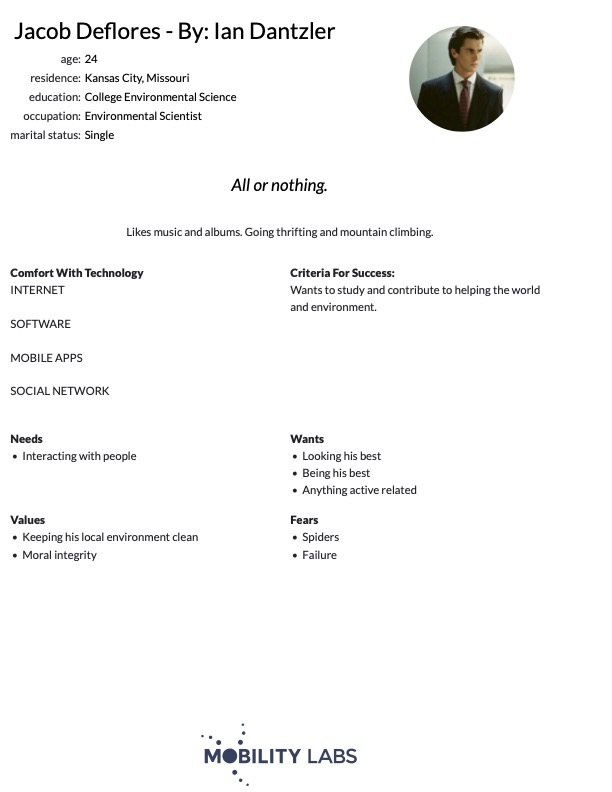 Jacob Deflores - By: Ian Dantzler
age: 24
residence: Kansas City, Missouri
education: College Environmental Science
occupation: Environmental Scientist
marital status: Single
All or nothing.
Likes music and albums. Going thrifting and mountain climbing.
Comfort With Technology
INTERNET
SOFTWARE
MOBILE APPS
SOCIAL NETWORK
Criteria For Success:
Wants to study and contribute to helping the world
and environment.
Needs
• Interacting with people
Wants
• Looking his best
• Being his best
• Anything active related
Values
• Keeping his local environment clean
• Moral integrity
Fears
• Spiders
• Failure
MOBILITY LABS